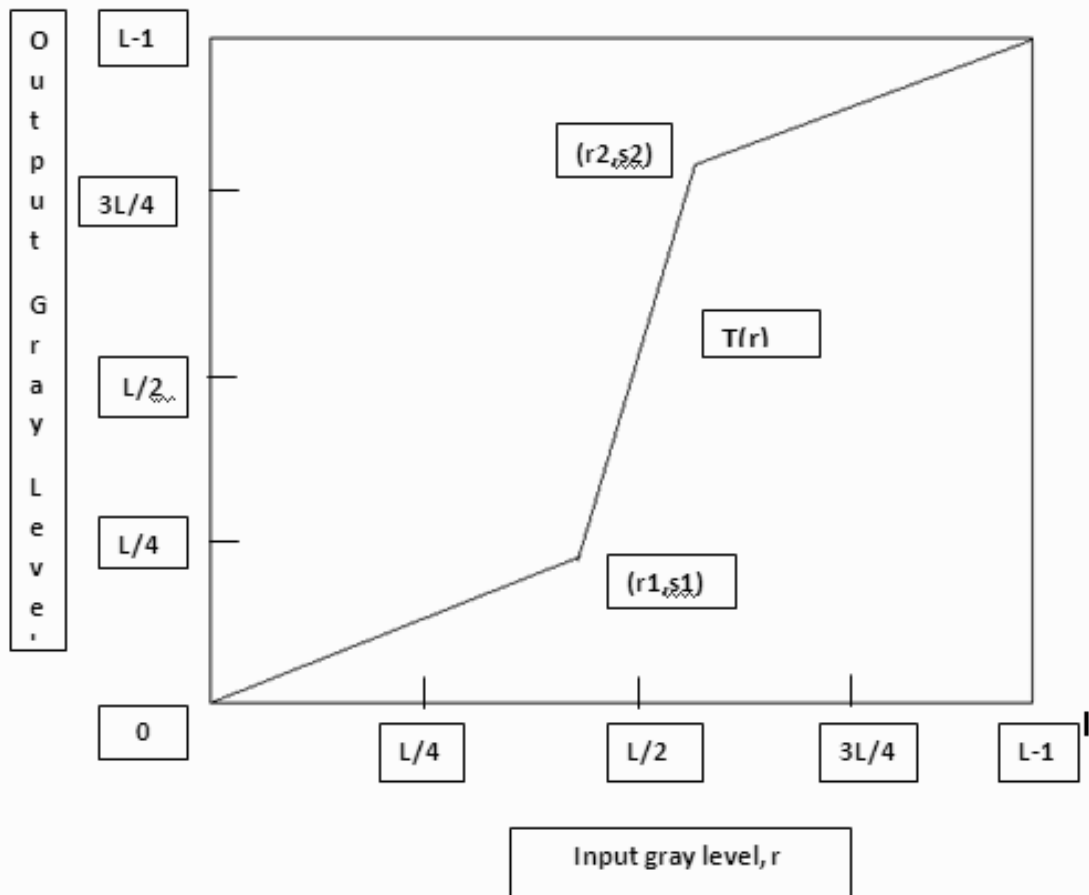 Output Gray Leve
L-1
(r2,s2)
3L/4
T(r)
L/2
L/4
(r1,s1)
0
L/4
L/2
3L/4
L-1
Input gray level, r